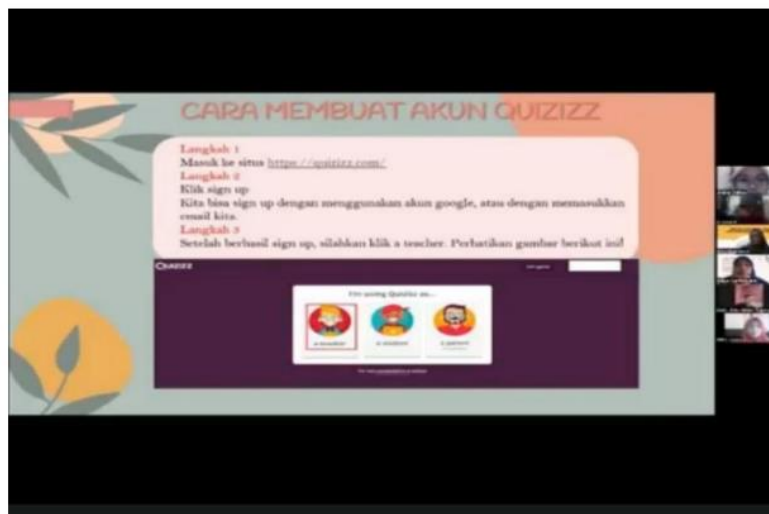 CARA MEMBUAT AKUN QUIZIZZ
Langkah 1
Masuk ke situs https://quizizz.com/
Langkah 2
Klik sign up
Kita bisa sign up dengan menggunakan akun google, atau dengan memasukkan
email kita.
Langkah 3
Setelah berhasil sign up, silahkan klik a teacher. Perhatikan gambar berikut ini!
Quizizz
I'm using Quizizz as...
a teacher
a student
a parent